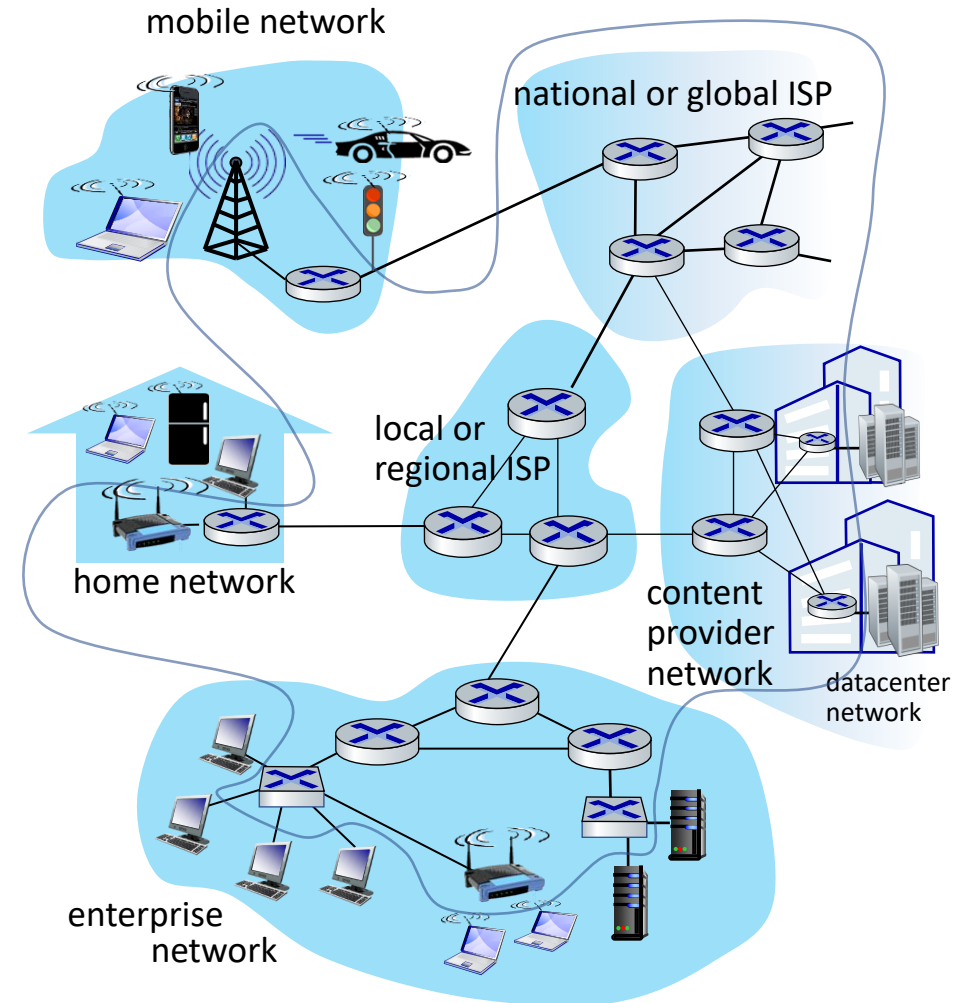 mobile network
national or global ISP
local or
regional ISP
home network
content
provider
network
datacenter
network
enterprise
network